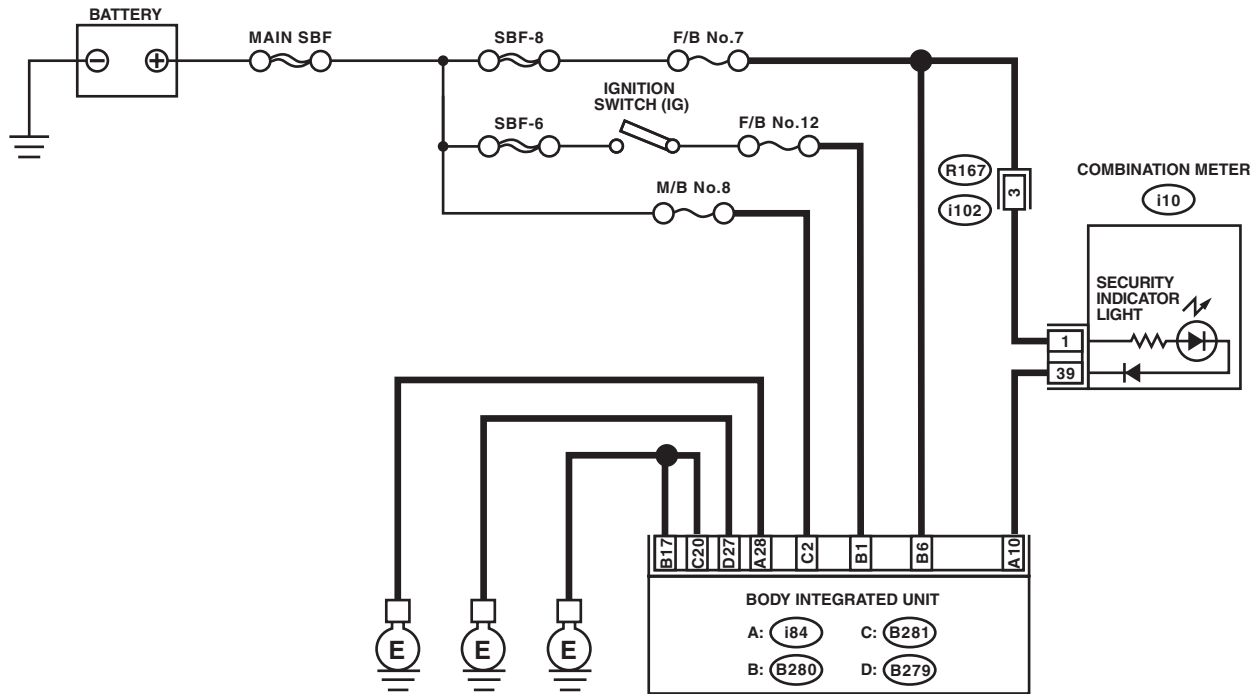 BATTERY
MAIN SBF
SBF-8
F/B No.7
IGNITION
SWITCH (IG)
SBF-6
F/B No.12
M/B No.8
R167
3
i102
COMBINATION METER
i10
SECURITY
INDICATOR
LIGHT
1
39
B17
C20
D27
A28
C2
B1
B6
A10
BODY INTEGRATED UNIT
A: i84
C: B281
B: B280
D: B279
E
E
E